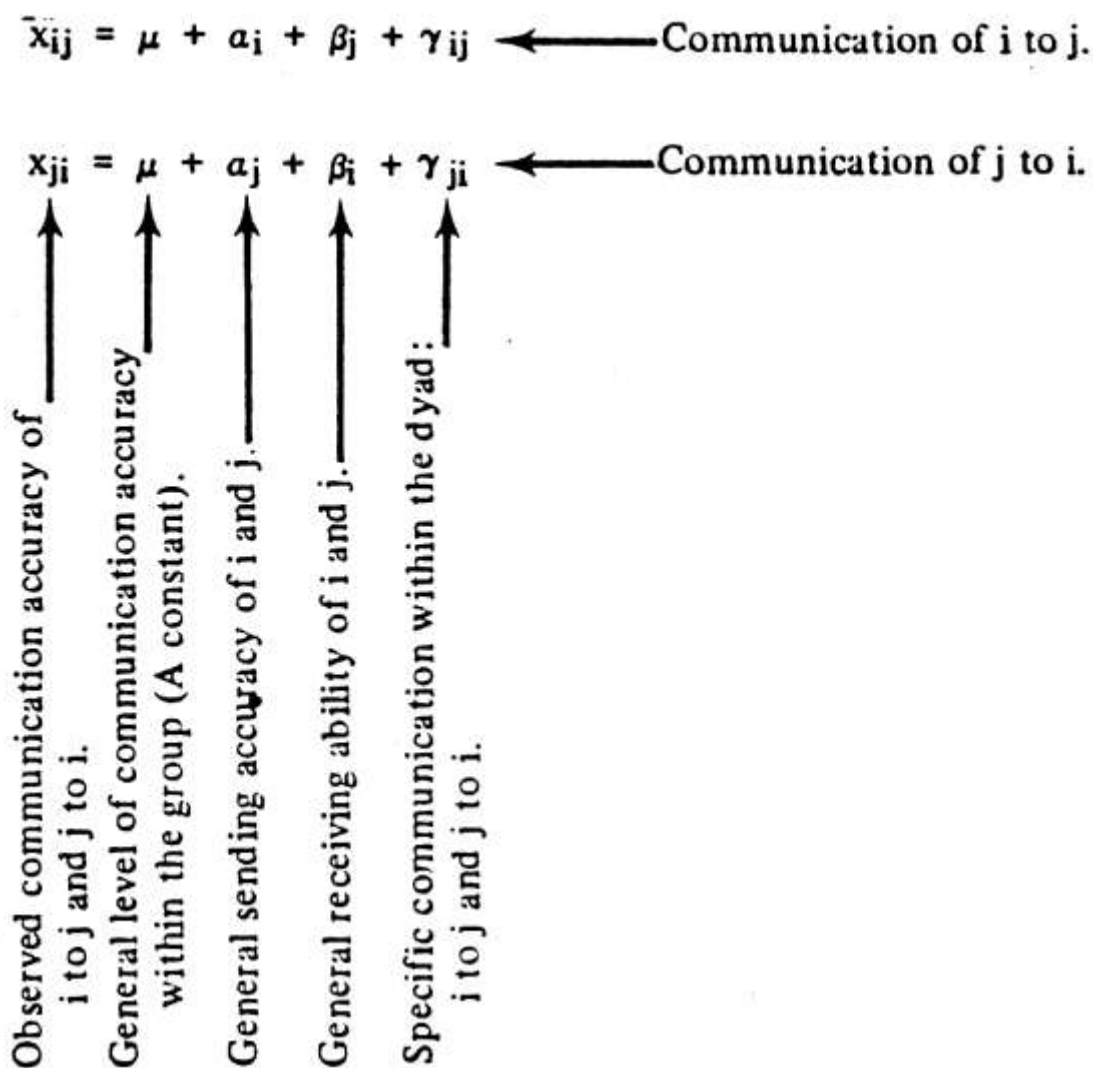 x_ij = μ + α_i + β_j + γ_ij Communication of i to j.
x_ji = μ + α_j + β_i + γ_ji Communication of j to i.
Observed communication accuracy of
i to j and j to i.
General level of communication accuracy
within the group (A constant).
General sending accuracy of i and j.
General receiving ability of i and j.
Specific communication within the dyad:
i to j and j to i.